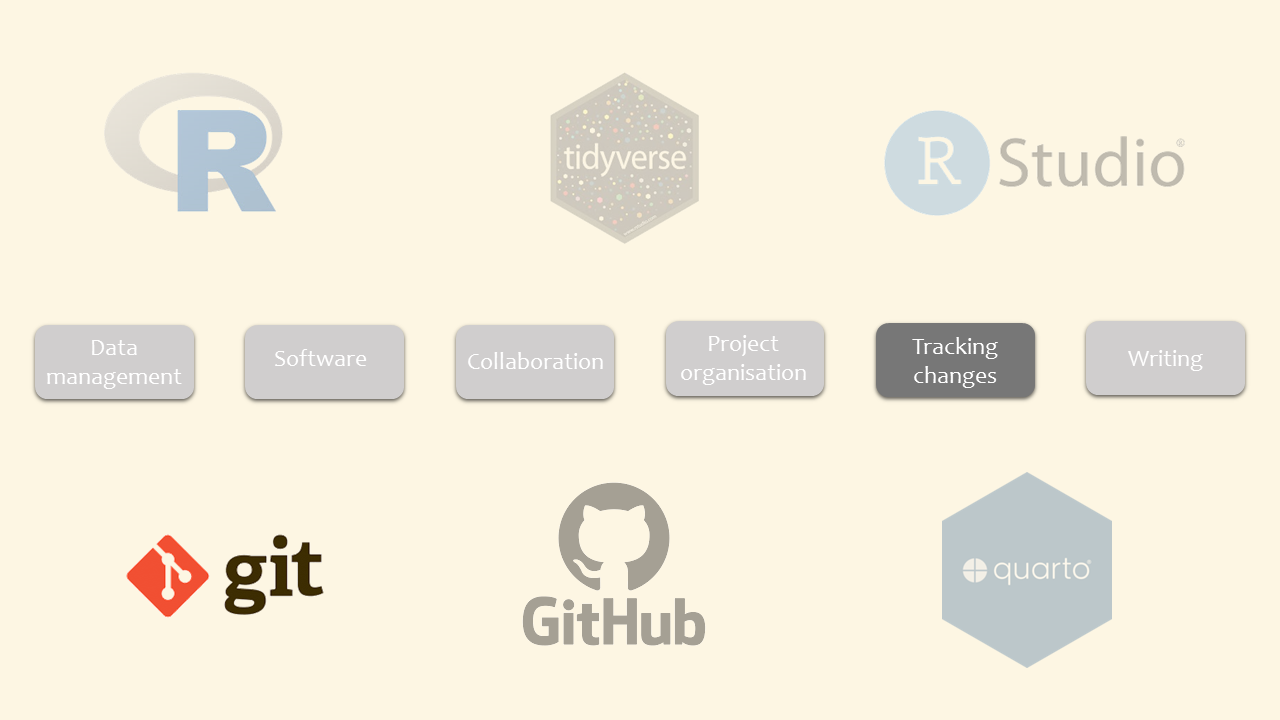 R
tidyverse
R Studio®
Data
management
Software
Collaboration
Project
organisation
Tracking
changes
Writing
git
GitHub
quarto®